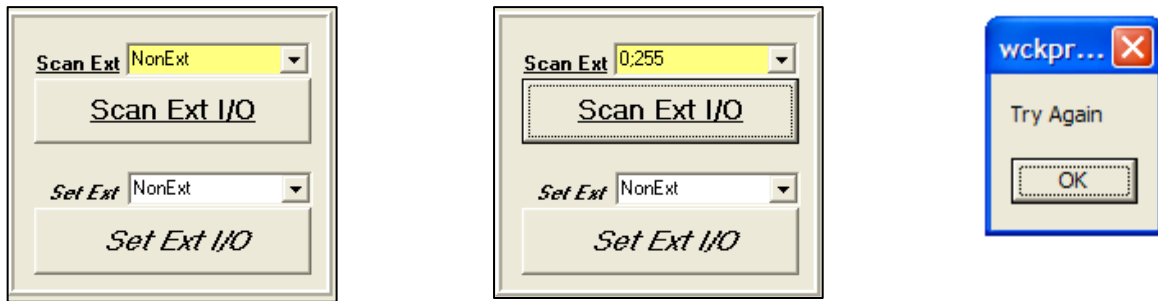 Scan Ext NonExt
Scan Ext I/O
Set Ext NonExt
Set Ext I/O
Scan Ext 0;255
Scan Ext I/O
Set Ext NonExt
Set Ext I/O
wckpr...
Try Again
OK